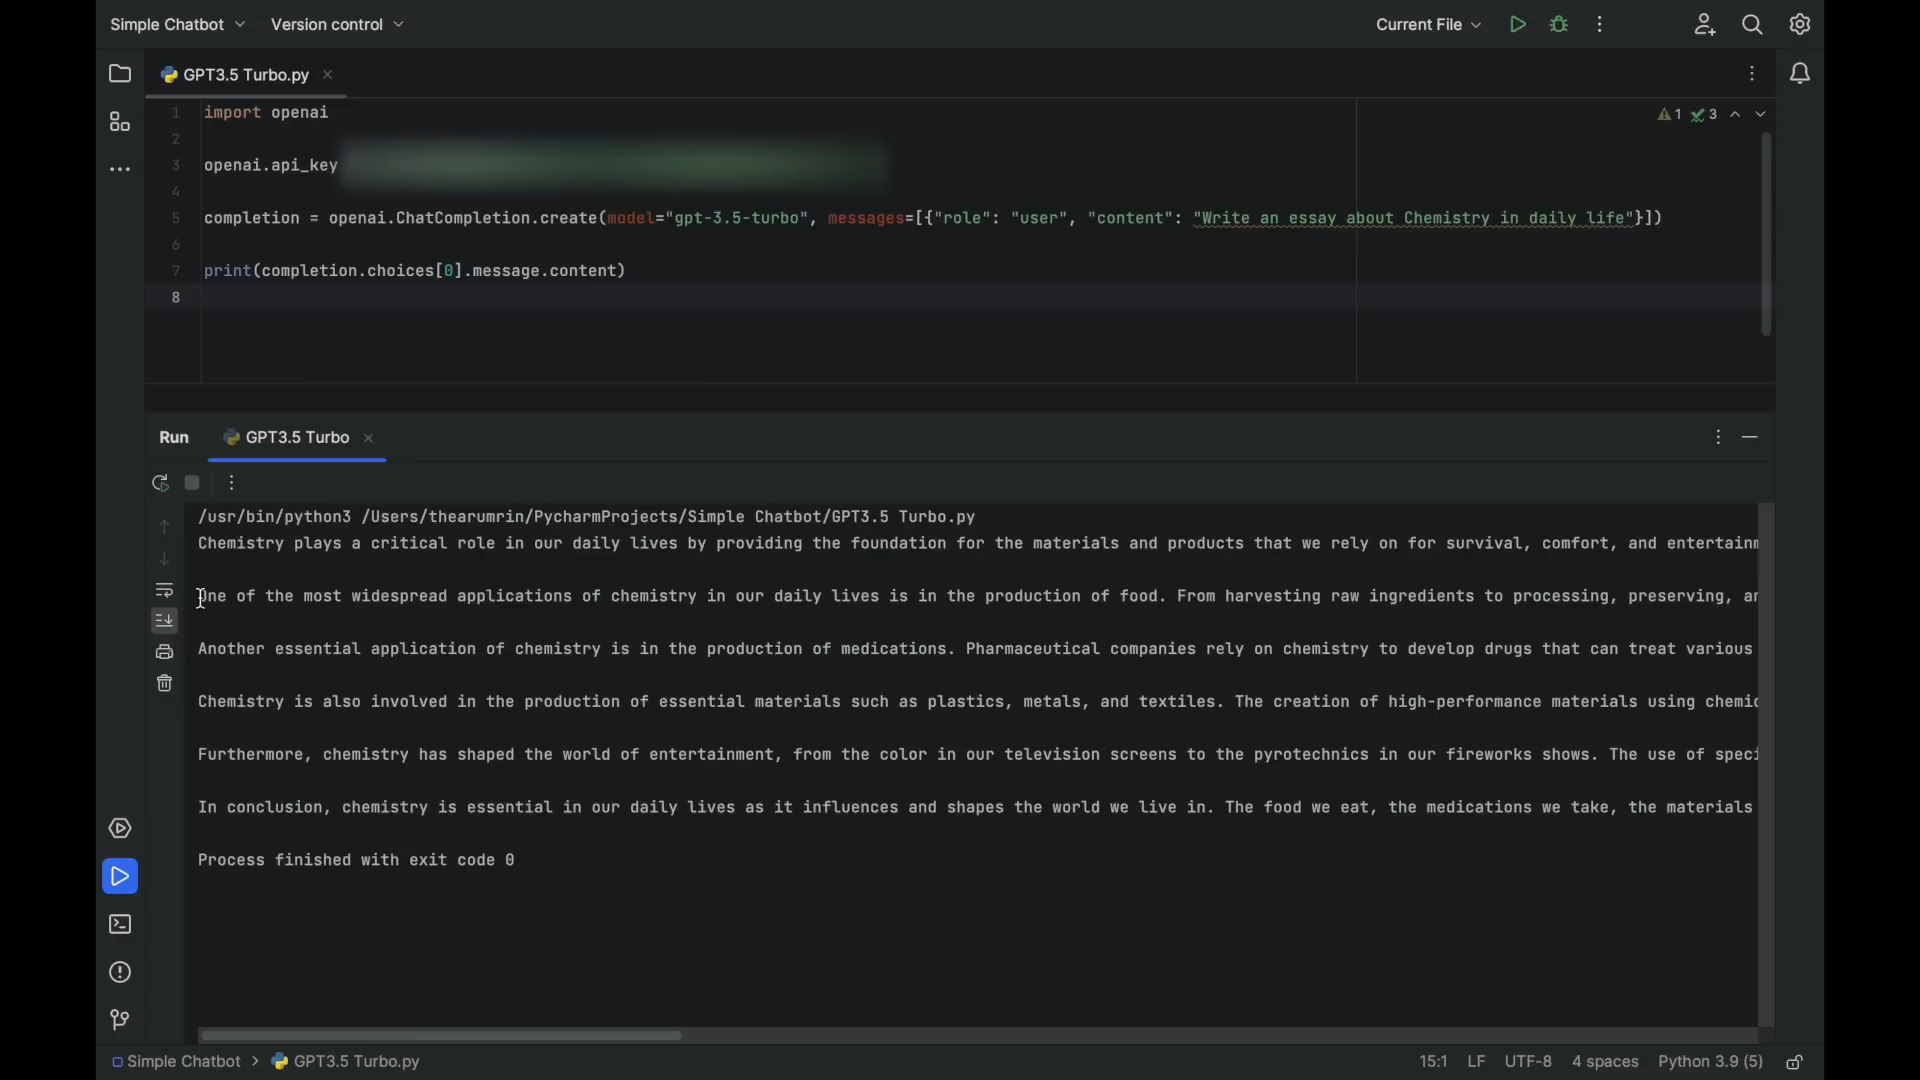 Simple Chatbot Version control Current File
GPT3.5 Turbo.py
1 import openai 1 3
2
3 openai.api_key
4
5 completion = openai.ChatCompletion.create(model="gpt-3.5-turbo", messages=[{"role": "user", "content": "Write an essay about Chemistry in daily life"}])
6
7 print(completion.choices[0].message.content)
8
Run GPT3.5 Turbo
/usr/bin/python3 /Users/thearumrin/PycharmProjects/Simple Chatbot/GPT3.5 Turbo.py
Chemistry plays a critical role in our daily lives by providing the foundation for the materials and products that we rely on for survival, comfort, and
One of the most widespread applications of chemistry in our daily lives is in the production of food. From harvesting raw ingredients to processing, preserving,
Another essential application of chemistry is in the production of medications. Pharmaceutical companies rely on chemistry to develop drugs that can treat various
Chemistry is also involved in the production of essential materials such as plastics, metals, and textiles. The creation of high-performance materials using
Furthermore, chemistry has shaped the world of entertainment, from the color in our television screens to the pyrotechnics in our fireworks shows. The use of
In conclusion, chemistry is essential in our daily lives as it influences and shapes the world we live in. The food we eat, the medications we take, the materials
Process finished with exit code 0
Simple Chatbot > GPT3.5 Turbo.py 15:1 LF UTF-8 4 spaces Python 3.9 (5)